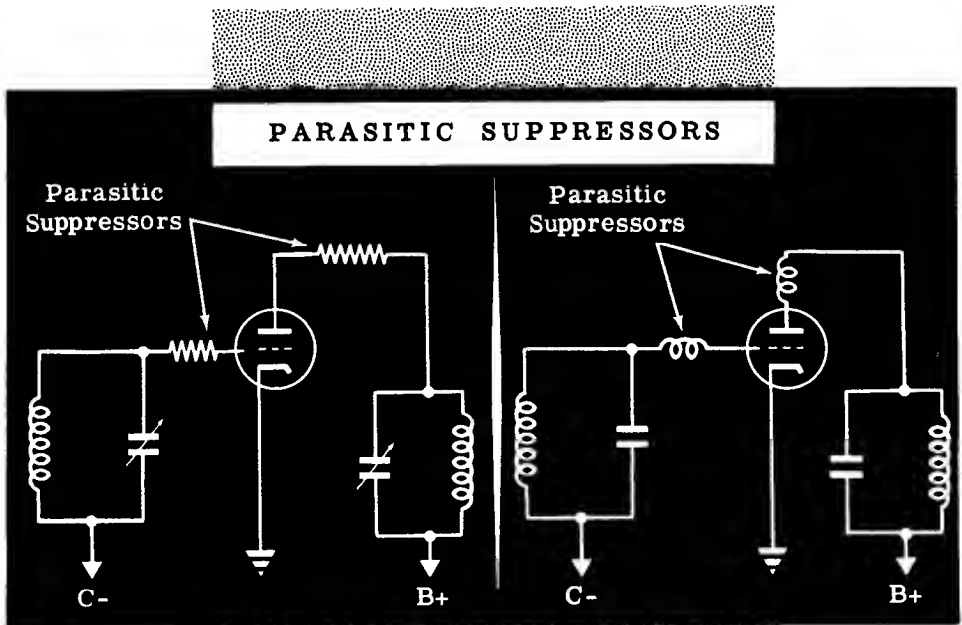 PARASITIC SUPPRESSORS
Parasitic
Suppressors
C-
B+
Parasitic
Suppressors
C-
B+